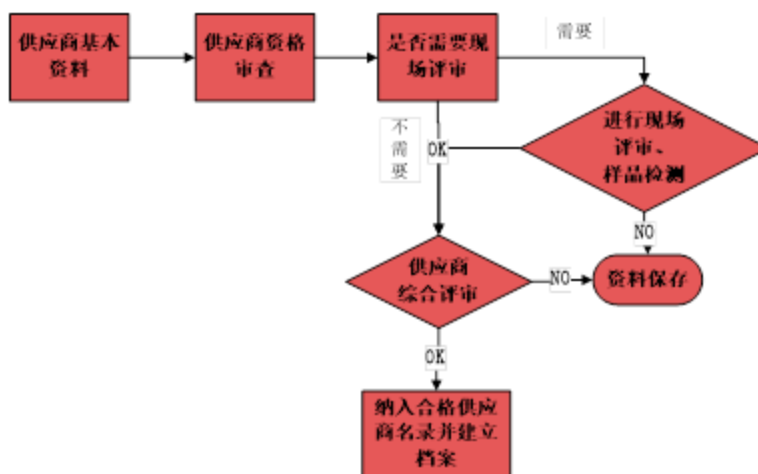 供应商基本
资料
供应商资格
审查
是否需要现
场评审
需要
进行现场
评审、
样品检测
不
需
要
OK
NO
供应商
综合评审
NO
资料保存
OK
纳入合格供应
商名录并建立
档案